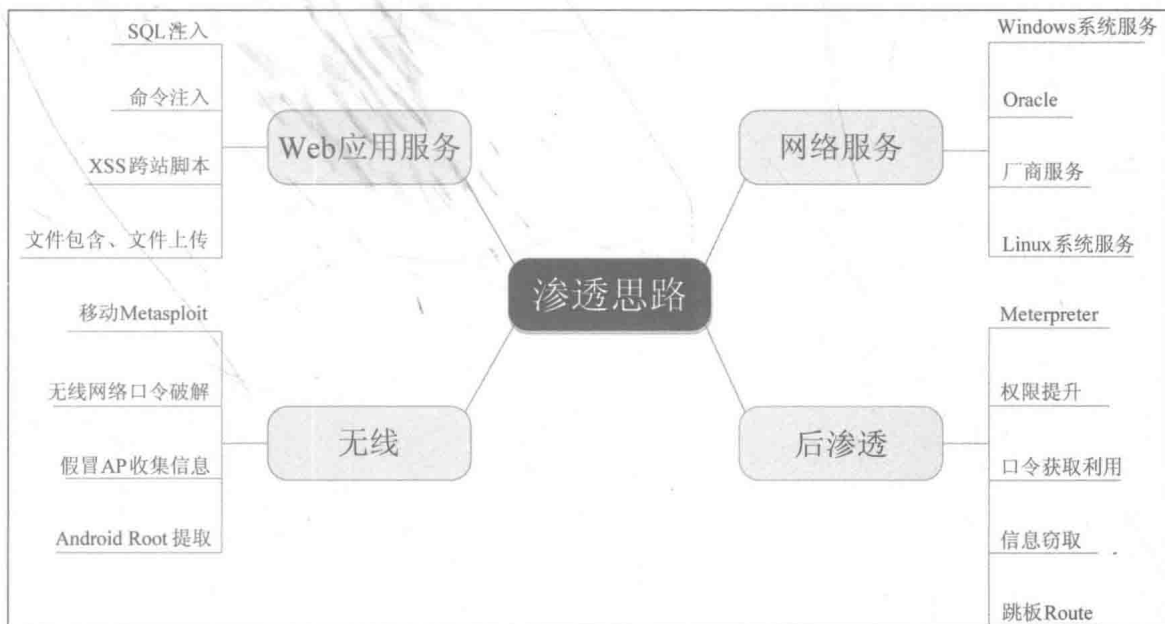 SQL注入
命令注入
XSS跨站脚本
文件包含、文件上传
Web应用服务
Windows系统服务
Oracle
厂商服务
Linux系统服务
网络服务
渗透思路
移动Metasploit
无线网络口令破解
假冒AP收集信息
Android Root 提取
无线
Meterpreter
权限提升
口令获取利用
信息窃取
跳板Route
后渗透